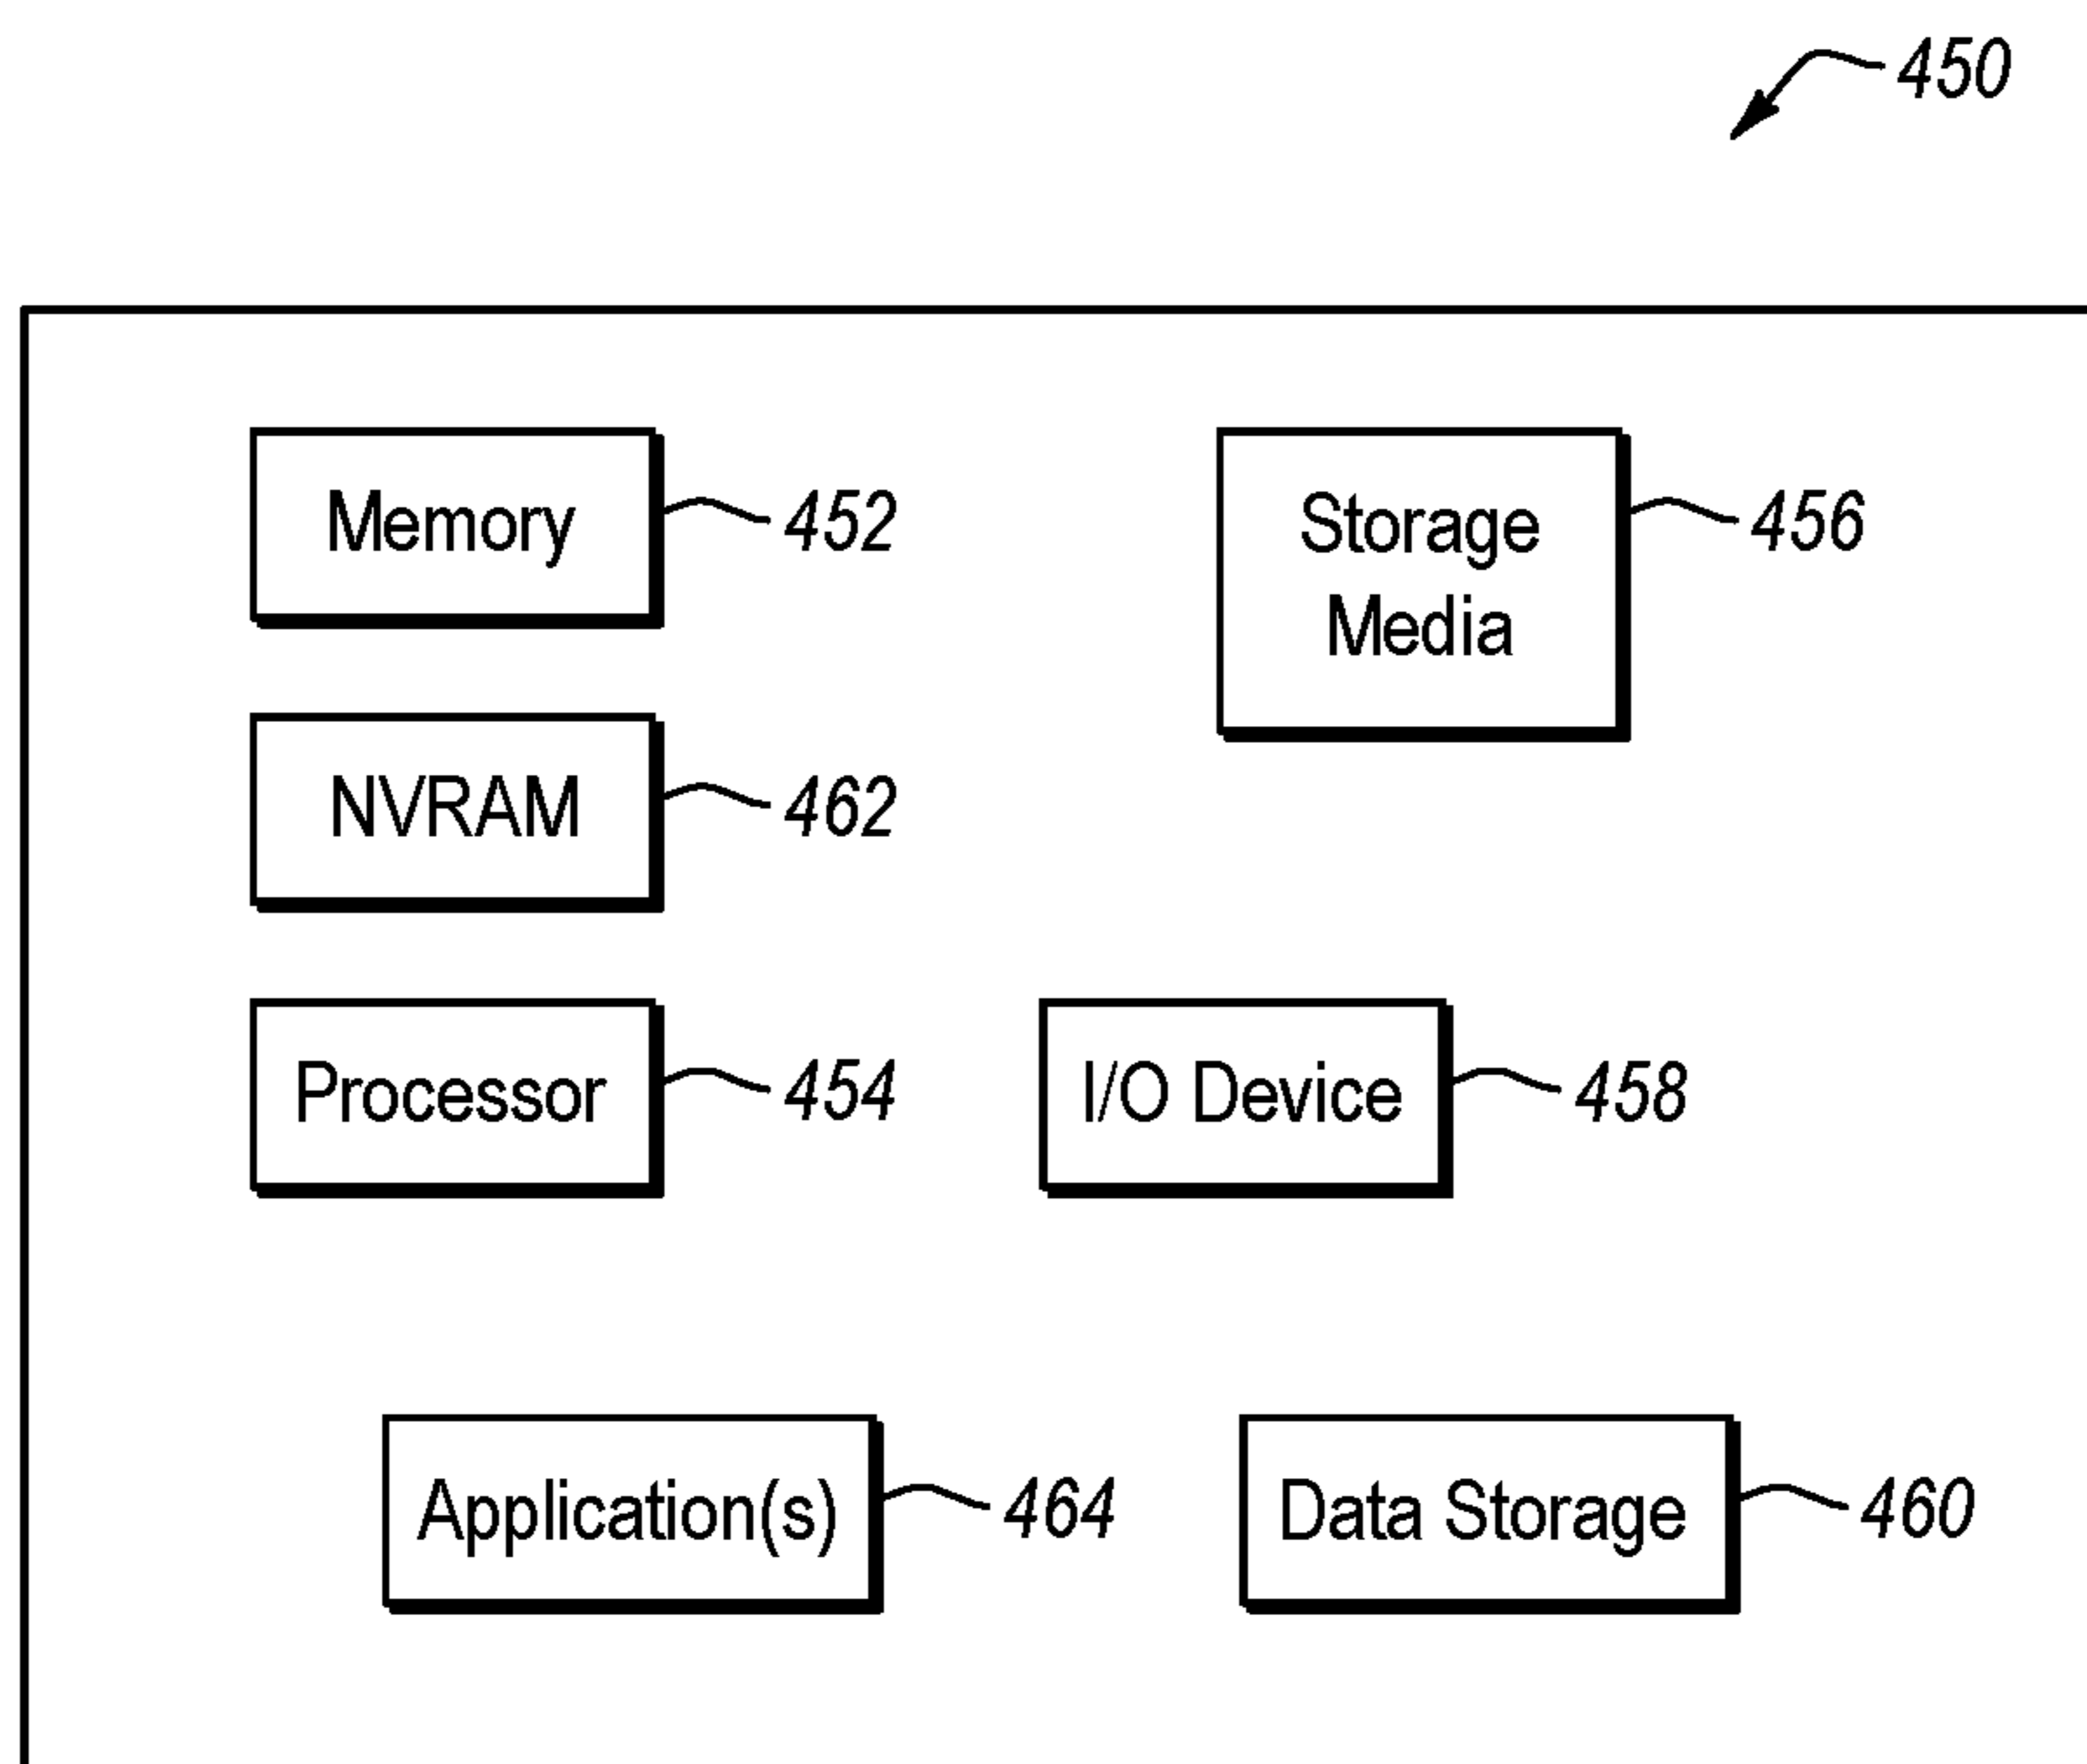 450
Memory 452
Storage 456
Media
NVRAM 462
Processor 454
I/O Device 458
Application(s) 464
Data Storage 460